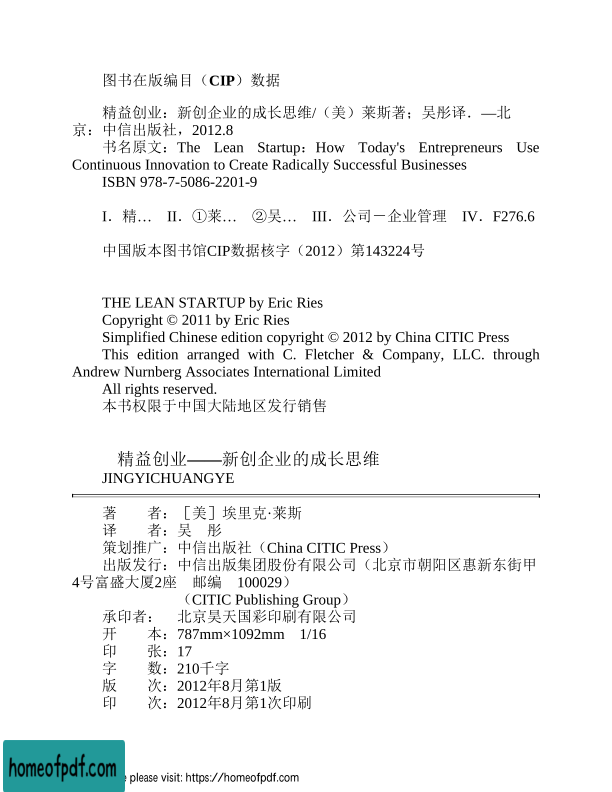 图书在版编目（CIP）数据
精益创业：新创企业的成长思维/（美）莱斯著；吴彤译．—北
京：中信出版社，2012.8
书名原文：The Lean Startup：How Today's Entrepreneurs Use
Continuous Innovation to Create Radically Successful Businesses
ISBN 978-7-5086-2201-9
I．精… II．①莱… ②吴… III．公司－企业管理 IV．F276.6
中国版本图书馆CIP数据核字（2012）第143224号
THE LEAN STARTUP by Eric Ries
Copyright © 2011 by Eric Ries
Simplified Chinese edition copyright © 2012 by China CITIC Press
This edition arranged with C. Fletcher & Company, LLC. through
Andrew Nurnberg Associates International Limited
All rights reserved.
本书权限于中国大陆地区发行销售
精益创业——新创企业的成长思维
JINGYICHUANGYE
著 者：［美］埃里克·莱斯
译 者：吴 彤
策划推广：中信出版社（China CITIC Press）
出版发行：中信出版集团股份有限公司（北京市朝阳区惠新东街甲
4号富盛大厦2座 邮编 100029）
（CITIC Publishing Group）
承印者： 北京昊天国彩印刷有限公司
开 本：787mm×1092mm 1/16
印 张：17
字 数：210千字
版 次：2012年8月第1版
印 次：2012年8月第1次印刷
homeofpdf.com
please visit: https://homeofpdf.com